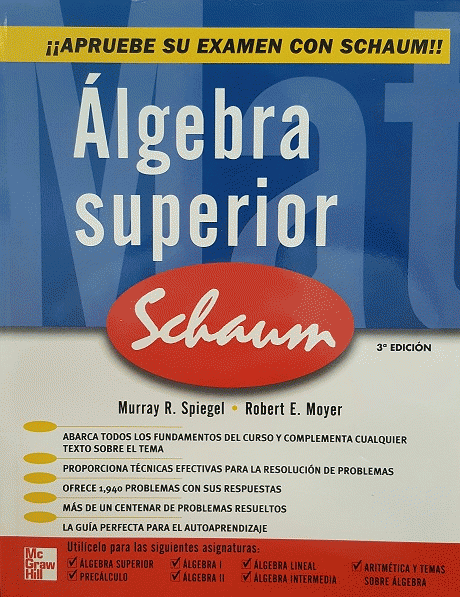 ¡¡APRUEBE SU EXAMEN CON SCHAUM!!
Mat
Álgebra
superior
Schaum
3ª EDICIÓN
Murray R. Spiegel • Robert E. Moyer
ABARCA TODOS LOS FUNDAMENTOS DEL CURSO Y COMPLEMENTA CUALQUIER
TEXTO SOBRE EL TEMA
PROPORCIONA TÉCNICAS EFECTIVAS PARA LA RESOLUCIÓN DE PROBLEMAS
OFRECE 1,940 PROBLEMAS CON SUS RESPUESTAS
MÁS DE UN CENTENAR DE PROBLEMAS RESUELTOS
LA GUÍA PERFECTA PARA EL AUTOAPRENDIZAJE
Mc
Graw
Hill
Utilícelo para las siguientes asignaturas:
ÁLGEBRA SUPERIOR ÁLGEBRA I ÁLGEBRA LINEAL ARITMÉTICA Y TEMAS
PRECÁLCULO ÁLGEBRA II ÁLGEBRA INTERMEDIA SOBRE ÁLGEBRA